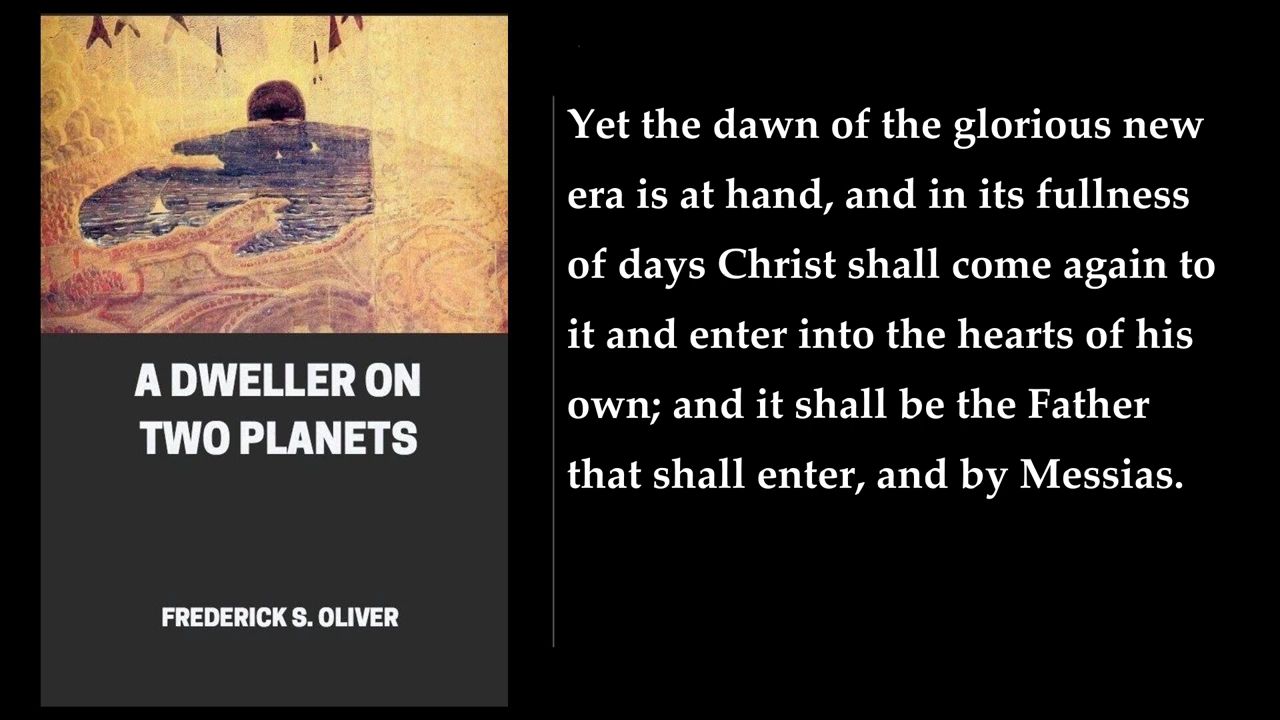 A DWELLER ON
TWO PLANETS
FREDERICK S. OLIVER
Yet the dawn of the glorious new
era is at hand, and in its fullness
of days Christ shall come again to
it and enter into the hearts of his
own; and it shall be the Father
that shall enter, and by Messias.